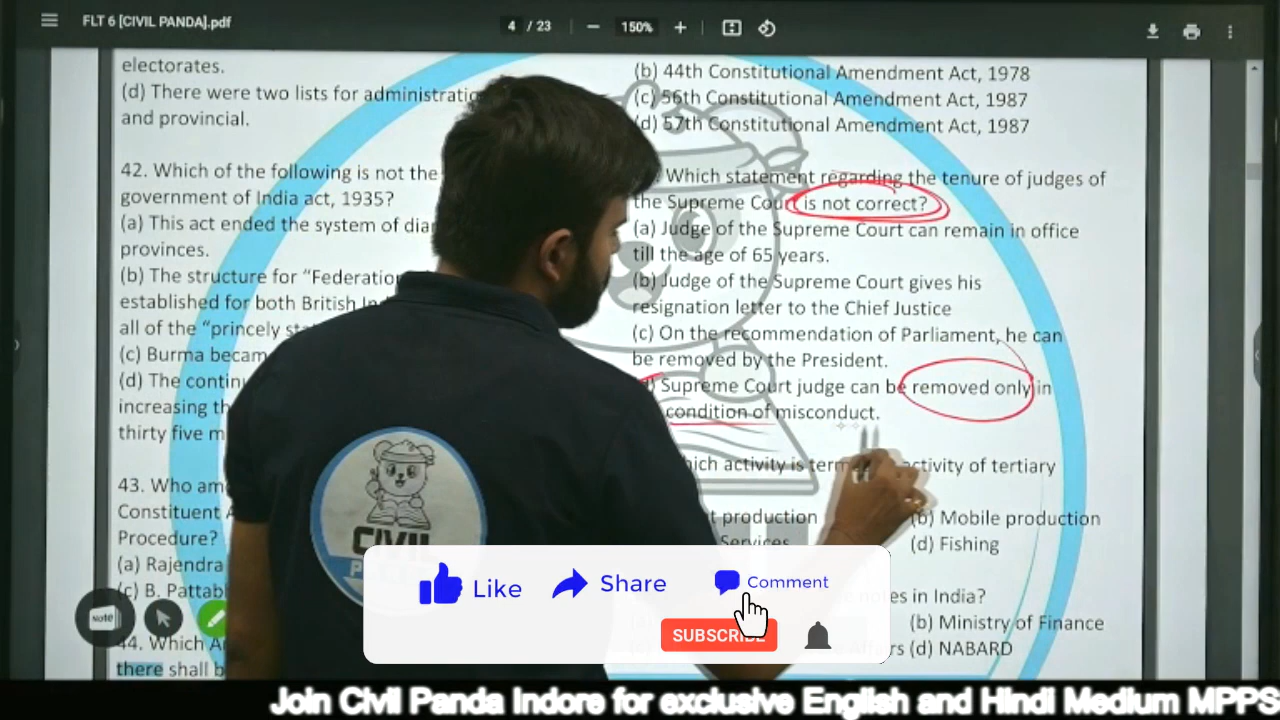 FLT 6 [CIVIL PANDA].pdf
4 / 23
150%
electorates.
(d) There were two lists for administratio
and provincial.
42. Which of the following is not the
government of India act, 1935?
(a) This act ended the system of diar
provinces.
(b) The structure for "Federation
established for both British In
all of the "princely st
(c) Burma becam
(d) The contin
increasing th
thirty five m
43. Who am
Constituent A
Procedure?
(a) Rajendra
(c) B. Pattabh
44. Which A
there shall b
(b) 44th Constitutional Amendment Act, 1978
(c) 56th Constitutional Amendment Act, 1987
(d) 57th Constitutional Amendment Act, 1987
Which statement regarding the tenure of judges of
the Supreme Court is not correct?
(a) Judge of the Supreme Court can remain in office
till the age of 65 years.
(b) Judge of the Supreme Court gives his
resignation letter to the Chief Justice
(c) On the recommendation of Parliament, he can
be removed by the President.
Supreme Court judge can be removed only in
condition of misconduct.
hich activity is term activity of tertiary
production (b) Mobile production
Services (d) Fishing
notes in India?
(b) Ministry of Finance
rs (d) NABARD
CIVIL
Like Share Comment
SUBSCRIBE
note
Join Civil Panda Indore for exclusive English and Hindi Medium MPPS